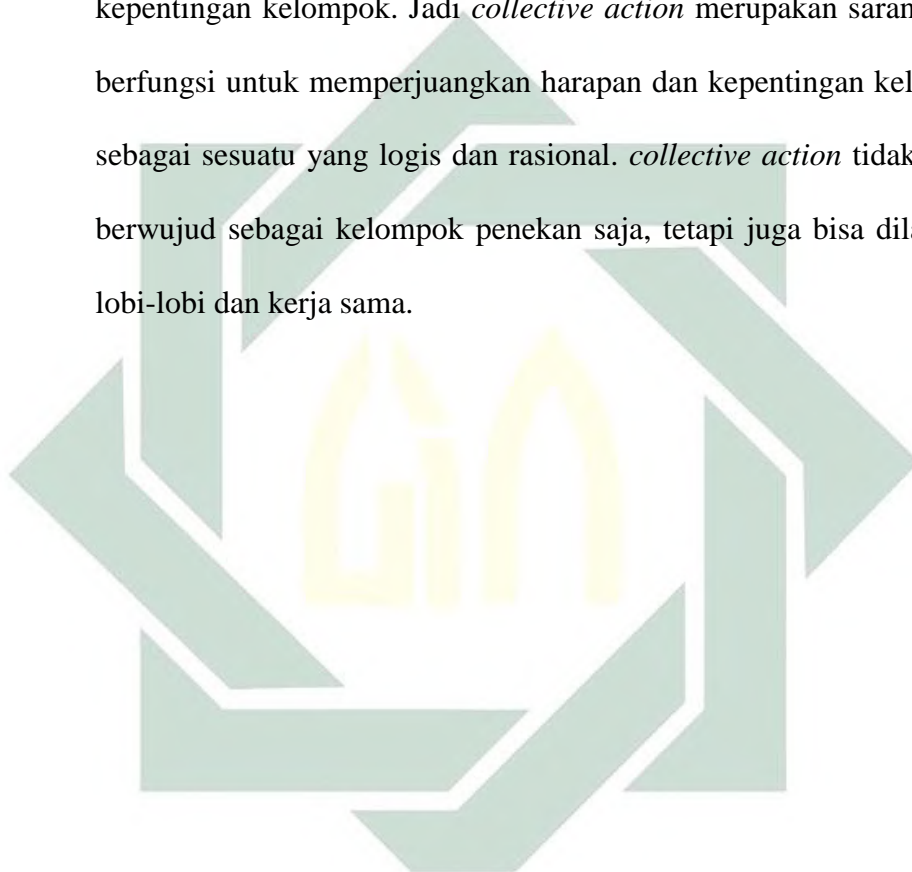 kepentingan kelompok. Jadi collective action merupakan saran
berfungsi untuk memperjuangkan harapan dan kepentingan kel
sebagai sesuatu yang logis dan rasional. collective action tidak
berwujud sebagai kelompok penekan saja, tetapi juga bisa dila
lobi-lobi dan kerja sama.